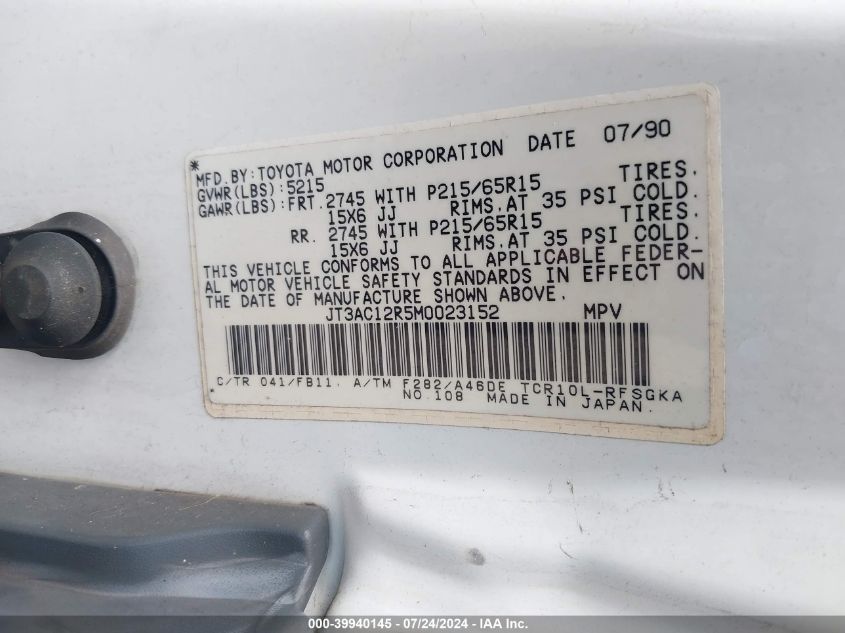 * MFD.BY:TOYOTA MOTOR CORPORATION DATE 07/90
GVWR(LBS):5215
GAWR(LBS):FRT.2745 WITH P215/65R15 TIRES.
15X6 JJ RIMS.AT 35 PSI COLD.
RR. 2745 WITH P215/65R15 TIRES.
15X6 JJ RIMS.AT 35 PSI COLD.
THIS VEHICLE CONFORMS TO ALL APPLICABLE FEDER-
AL MOTOR VEHICLE SAFETY STANDARDS IN EFFECT ON
THE DATE OF MANUFACTURE SHOWN ABOVE.
* JT3AC12R5M0023152 MPV *
C/TR 041/FB11. A/TM F282/A46DE TCR10L-RFSGKA
* NO.108 MADE IN JAPAN.
000-39940145 - 07/24/2024 - IAA Inc.